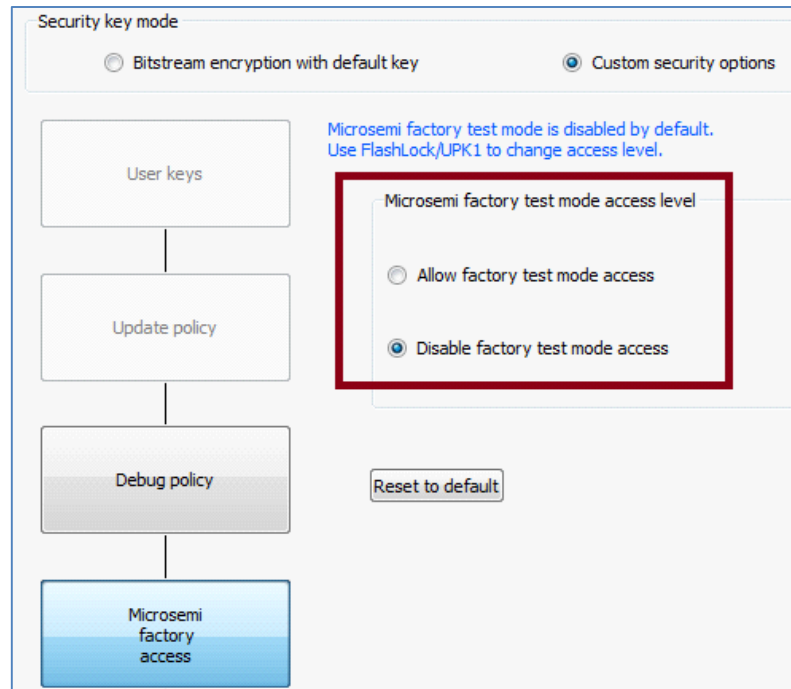 Security key mode
Bitstream encryption with default key
Custom security options
User keys
Update policy
Debug policy
Microsemi
factory
access
Microsemi factory test mode is disabled by default.
Use FlashLock/UPK1 to change access level.
Microsemi factory test mode access level
Allow factory test mode access
Disable factory test mode access
Reset to default